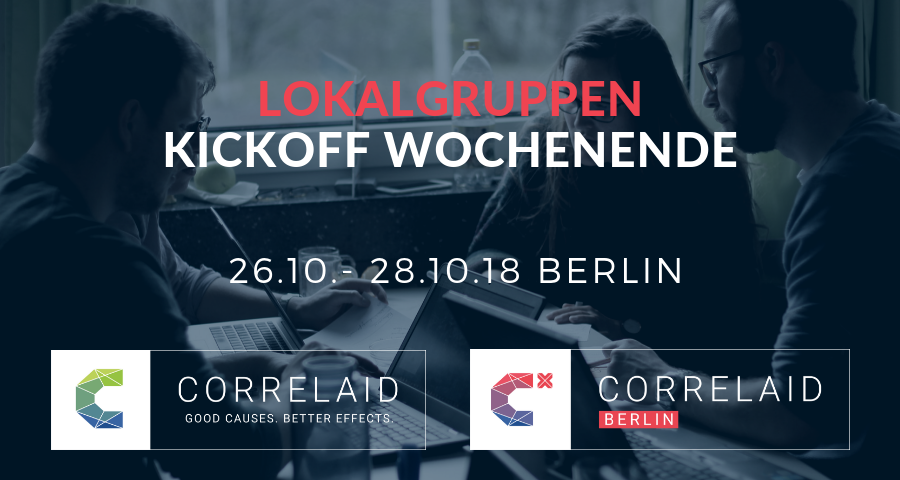 LOKALGRUPPEN
KICKOFF WOCHENENDE
26.10.- 28.10.18 BERLIN
CORRELAID
GOOD CAUSES. BETTER EFFECTS.
CORRELAID
BERLIN